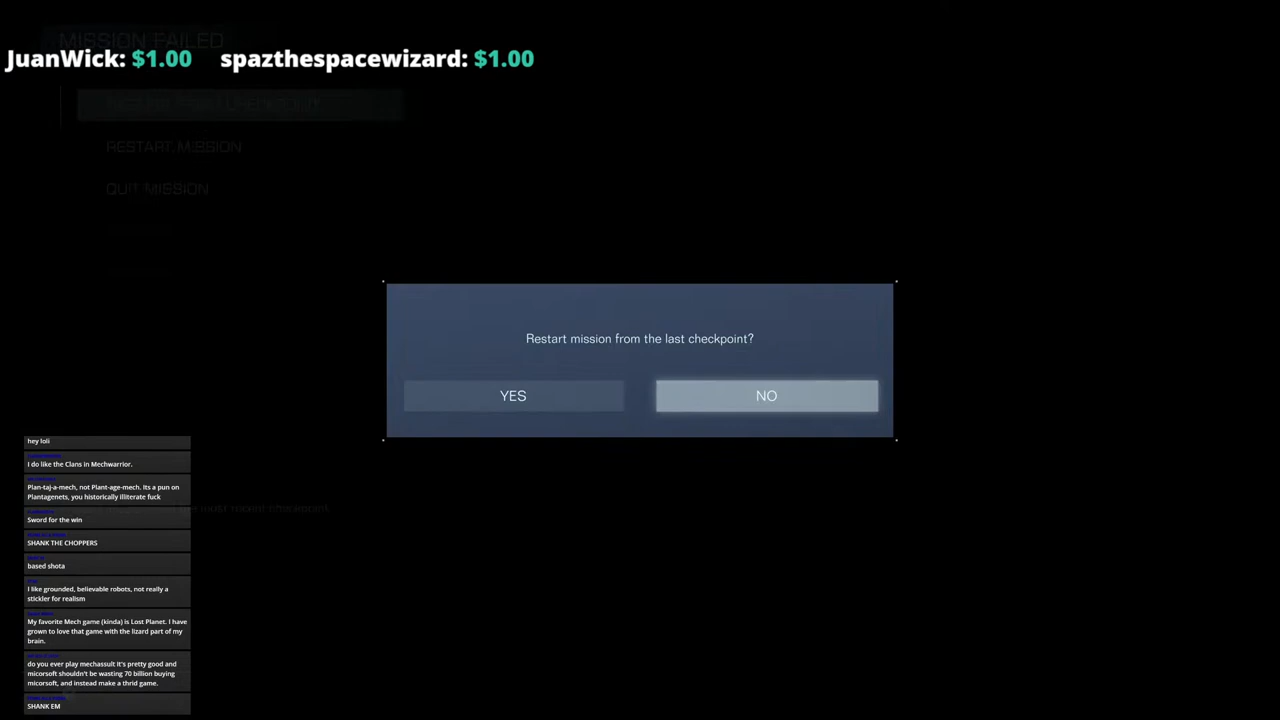 MISSION FAILED
JuanWick: $1.00 spazthespacewizard: $1.00
RESTART MISSION
QUIT MISSION
Restart mission from the last checkpoint?
YES
NO
hey loli
I do like the Clans in Mechwarrior.
Plan-taj-a-mech, not Plant-age-mech. Its a pun on
Plantagenets, you historically illiterate fuck
most recent checkpoint.
Sword for the win
SHANK THE CHOPPERS
based shota
I like grounded, believable robots, not really a
stickler for realism
My favorite Mech game (kinda) is Lost Planet. I have
grown to love that game with the lizard part of my
brain.
do you ever play mechassult It's pretty good and
micorsoft shouldn't be wasting 70 billion buying
micorsoft, and instead make a thrid game.
SHANK EM